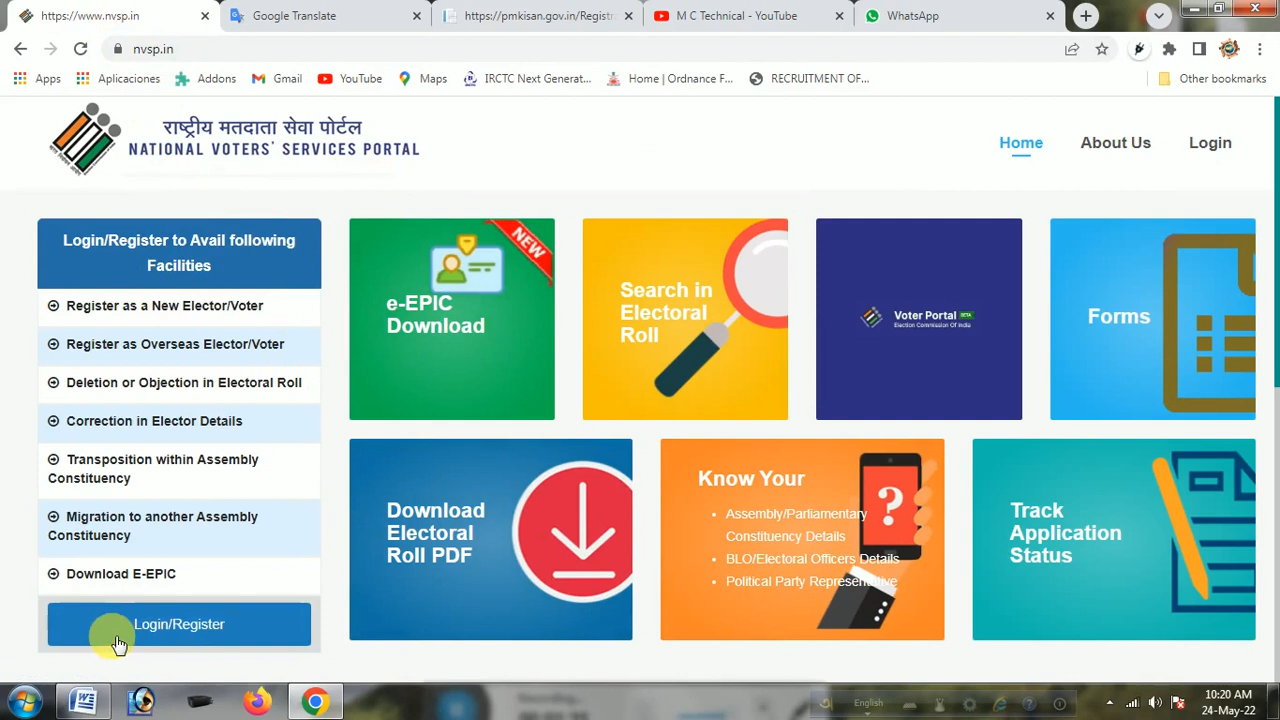 https://www.nvsp.in
Google Translate
https://pmkisan.gov.in/Registr
M C Technical - YouTube
WhatsApp
nvsp.in
Apps
Aplicaciones
Addons
Gmail
YouTube
Maps
IRCTC Next Generat...
Home | Ordnance F...
RECRUITMENT OF...
Other bookmarks
राष्ट्रीय मतदाता सेवा पोर्टल
NATIONAL VOTERS' SERVICES PORTAL
Home
About Us
Login
Login/Register to Avail following
Facilities
Register as a New Elector/Voter
Register as Overseas Elector/Voter
Deletion or Objection in Electoral Roll
Correction in Elector Details
Transposition within Assembly
Constituency
Migration to another Assembly
Constituency
Download E-EPIC
Login/Register
NEW
e-EPIC
Download
Search in
Electoral
Roll
Voter Portal BETA
Election Commission Of India
Forms
Download
Electoral
Roll PDF
Know Your
Assembly/Parliamentary
Constituency Details
BLO/Electoral Officers Details
Political Party Representative
?
Track
Application
Status
Recording...
English
10:20 AM
24-May-22